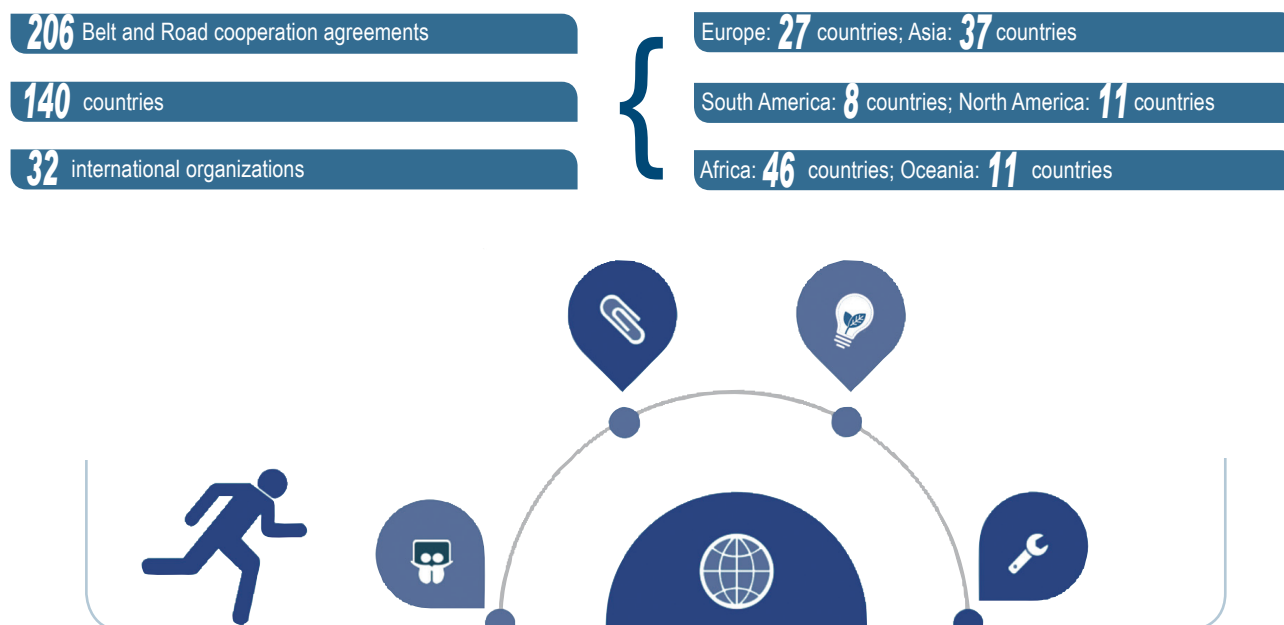 206 Belt and Road cooperation agreements
140 countries
32 international organizations
Europe: 27 countries; Asia: 37 countries
South America: 8 countries; North America: 11 countries
Africa: 46 countries; Oceania: 11 countries